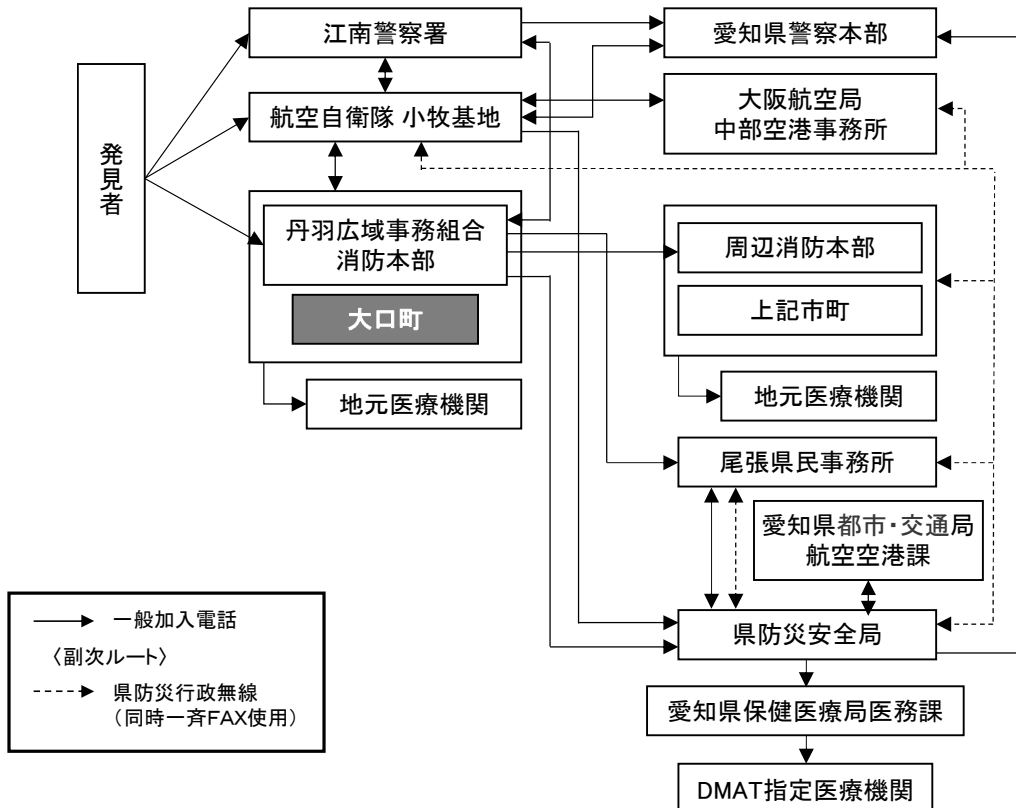 江南警察署
愛知県警察本部
発見者
航空自衛隊 小牧基地
大阪航空局
中部空港事務所
丹羽広域事務組合
消防本部
大口町
周辺消防本部
上記市町
地元医療機関
地元医療機関
尾張県民事務所
愛知県都市・交通局
航空空港課
県防災安全局
愛知県保健医療局医務課
DMAT指定医療機関
一般加入電話
〈副次ルート〉
県防災行政無線
（同時一斉FAX使用）